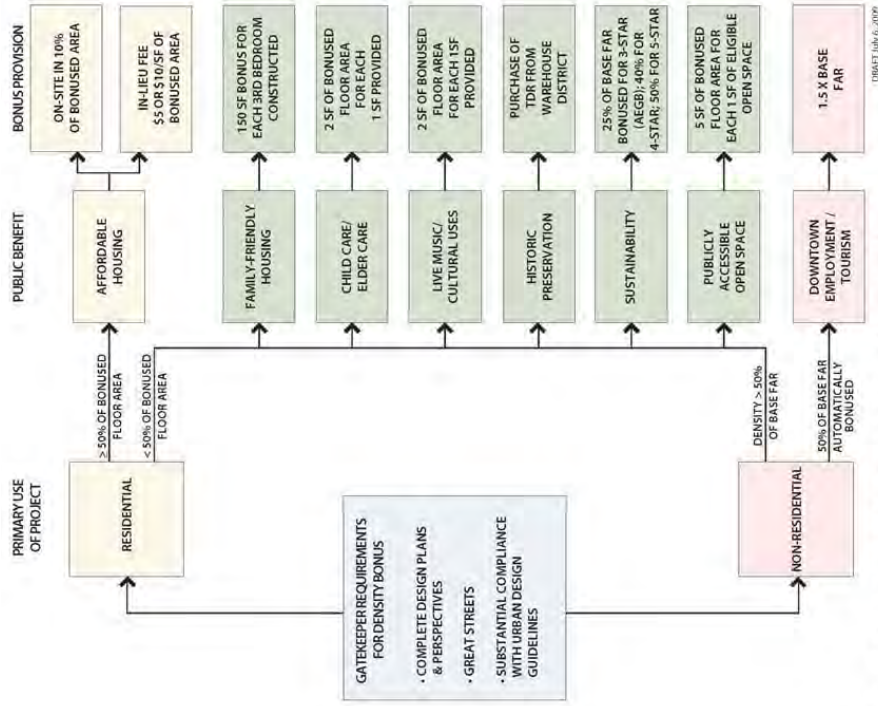 PRIMARY USE
OF PROJECT
PUBLIC BENEFIT
BONUS PROVISION
GATEKEEPER REQUIREMENTS
FOR DENSITY BONUS
• COMPLETE DESIGN PLANS
& PERSPECTIVES
• GREAT STREETS
• SUBSTANTIAL COMPLIANCE
WITH URBAN DESIGN
GUIDELINES
RESIDENTIAL
> 50% OF BONUSED
FLOOR AREA
< 50% OF BONUSED
FLOOR AREA
AFFORDABLE
HOUSING
ON-SITE IN 10%
OF BONUSED AREA
IN-LIEU FEE
$5 OR $10/SF OF
BONUSED AREA
FAMILY-FRIENDLY
HOUSING
150 SF BONUS FOR
EACH 3RD BEDROOM
CONSTRUCTED
CHILD CARE/
ELDER CARE
2 SF OF BONUSED
FLOOR AREA
FOR EACH
1 SF PROVIDED
LIVE MUSIC/
CULTURAL USES
2 SF OF BONUSED
FLOOR AREA
FOR EACH 1SF
PROVIDED
HISTORIC
PRESERVATION
PURCHASE OF
TDR FROM
WAREHOUSE
DISTRICT
SUSTAINABILITY
25% OF BASE FAR
BONUSED FOR 3-STAR
(AEGB); 40% FOR
4-STAR; 50% FOR 5-STAR
PUBLICLY
ACCESSIBLE
OPEN SPACE
5 SF OF BONUSED
FLOOR AREA FOR
EACH 1 SF OF ELIGIBLE
OPEN SPACE
NON-RESIDENTIAL
DENSITY > 50%
OF BASE FAR
50% OF BASE FAR
AUTOMATICALLY
BONUSED
DOWNTOWN
EMPLOYMENT /
TOURISM
1.5 X BASE
FAR
DRAFT July 6, 2009